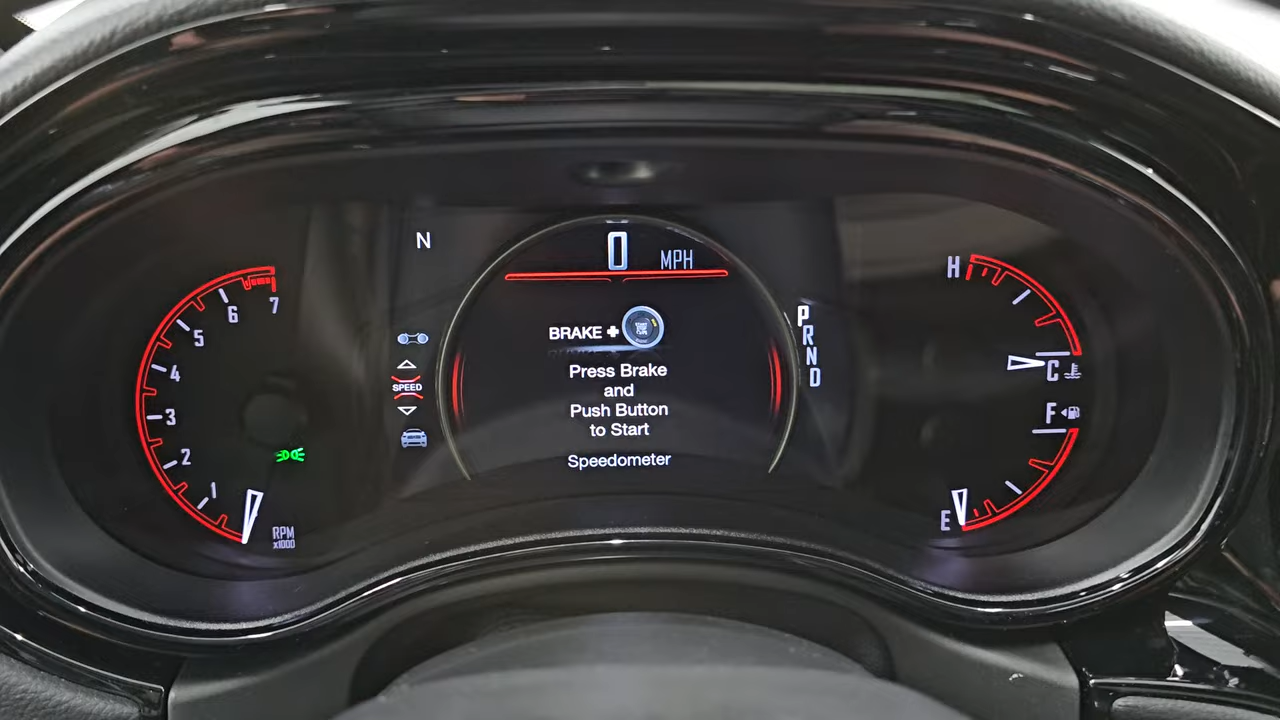 N
0 MPH
7
6
5
4
3
2
1
RPM
x1000
SPEED
BRAKE +
START
Press Brake
and
Push Button
to Start
Speedometer
P
R
N
D
H
C
F
E